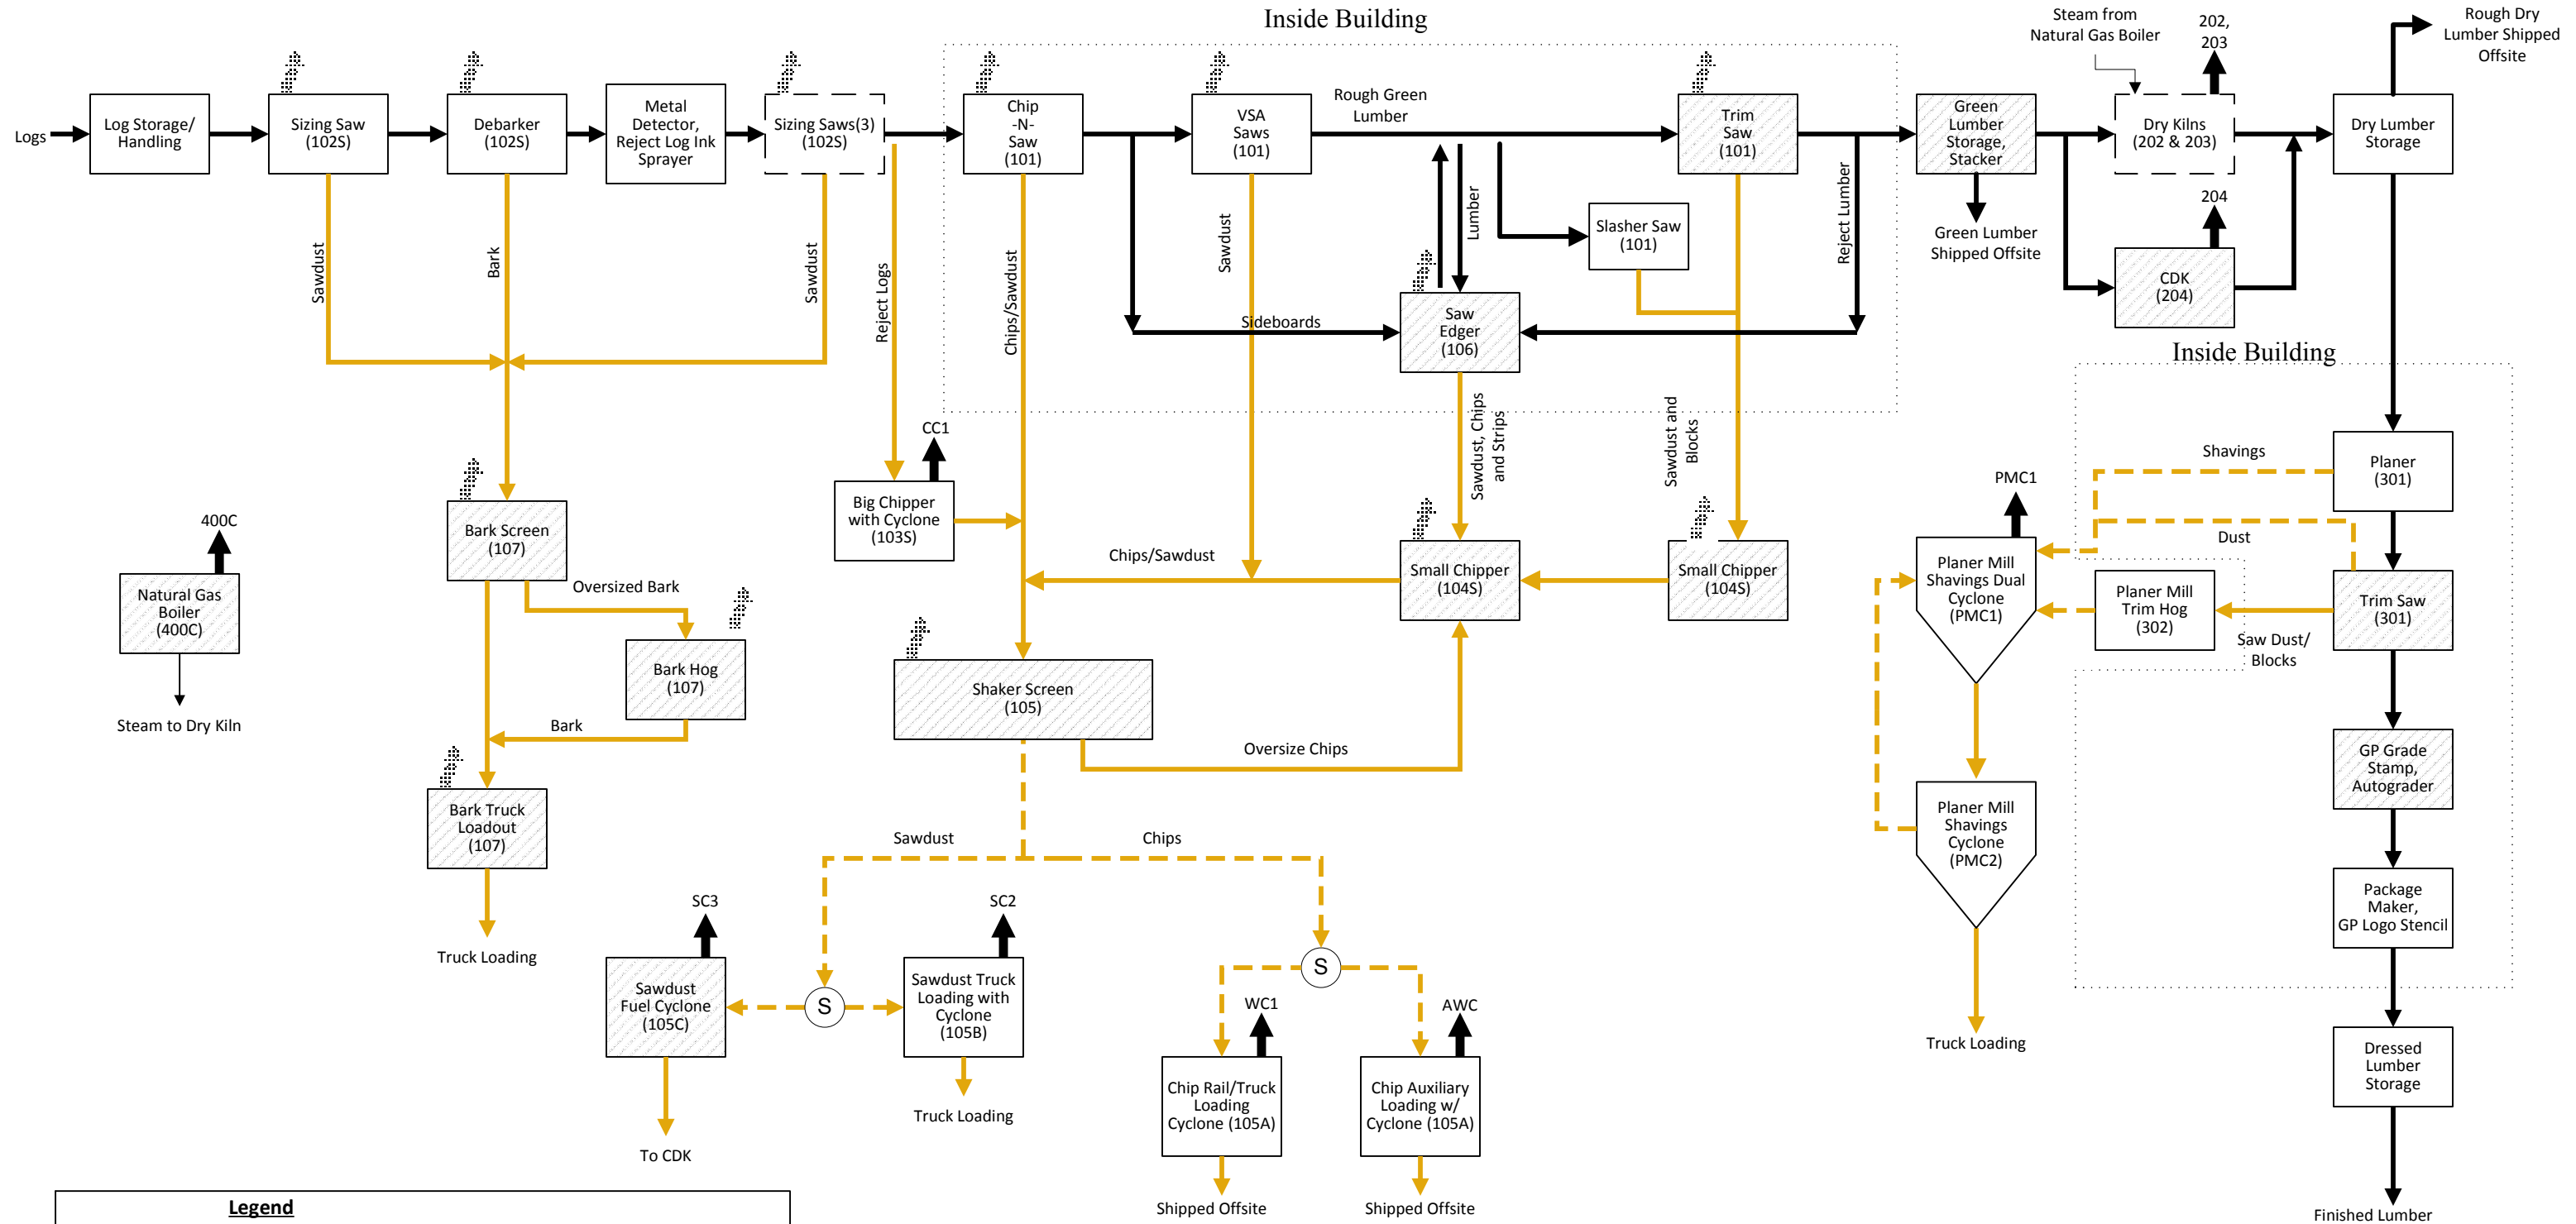 Inside Building
Steam from
Natural Gas Boiler
202,
203
Rough Dry
Lumber Shipped
Offsite
Logs
Log Storage/
Handling
Sizing Saw
(102S)
Debarker
(102S)
Metal
Detector,
Reject Log Ink
Sprayer
Sizing Saws(3)
(102S)
Chip
-N-
Saw
(101)
VSA
Saws
(101)
Rough Green
Lumber
Trim
Saw
(101)
Green
Lumber
Storage,
Stacker
Dry Kilns
(202 & 203)
Dry Lumber
Storage
Sawdust
Bark
Sawdust
Reject Logs
Chips/Sawdust
Sawdust
Lumber
Slasher Saw
(101)
Reject Lumber
Green Lumber
Shipped Offsite
204
CDK
(204)
Sideboards
Saw
Edger
(106)
Inside Building
Sawdust, Chips
and Strips
Sawdust and
Blocks
CC1
Big Chipper
with Cyclone
(103S)
Shavings
Planer
(301)
PMC1
400C
Natural Gas
Boiler
(400C)
Steam to Dry Kiln
Bark Screen
(107)
Oversized Bark
Bark Hog
(107)
Bark
Bark Truck
Loadout
(107)
Truck Loading
Chips/Sawdust
Small Chipper
(104S)
Small Chipper
(104S)
Dust
Planer Mill
Shavings Dual
Cyclone
(PMC1)
Planer Mill
Trim Hog
(302)
Trim Saw
(301)
Saw Dust/
Blocks
Shaker Screen
(105)
Oversize Chips
GP Grade
Stamp,
Autograder
Planer Mill
Shavings
Cyclone
(PMC2)
Sawdust
Chips
Package
Maker,
GP Logo Stencil
SC3
SC2
Sawdust
Fuel Cyclone
(105C)
S
Sawdust Truck
Loading with
Cyclone
(105B)
S
WC1
AWC
Truck Loading
Dressed
Lumber
Storage
Chip Rail/Truck
Loading
Cyclone (105A)
Chip Auxiliary
Loading w/
Cyclone (105A)
Truck Loading
To CDK
Legend
Shipped Offsite
Shipped Offsite
Finished Lumber